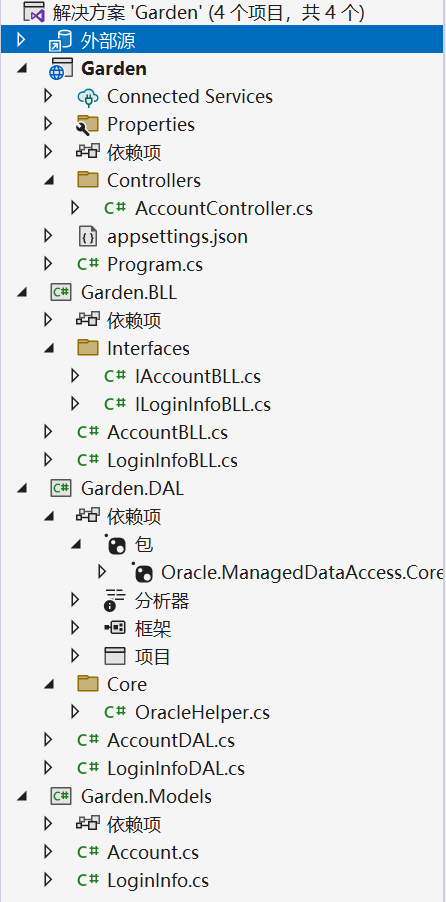 解决方案 'Garden' (4 个项目，共 4 个)
外部源
Garden
Connected Services
Properties
依赖项
Controllers
C# AccountController.cs
appsettings.json
C# Program.cs
C# Garden.BLL
依赖项
Interfaces
C# IAccountBLL.cs
C# ILoginInfoBLL.cs
C# AccountBLL.cs
C# LoginInfoBLL.cs
C# Garden.DAL
依赖项
包
Oracle.ManagedDataAccess.Core
分析器
框架
项目
Core
C# OracleHelper.cs
C# AccountDAL.cs
C# LoginInfoDAL.cs
C# Garden.Models
依赖项
C# Account.cs
C# LoginInfo.cs